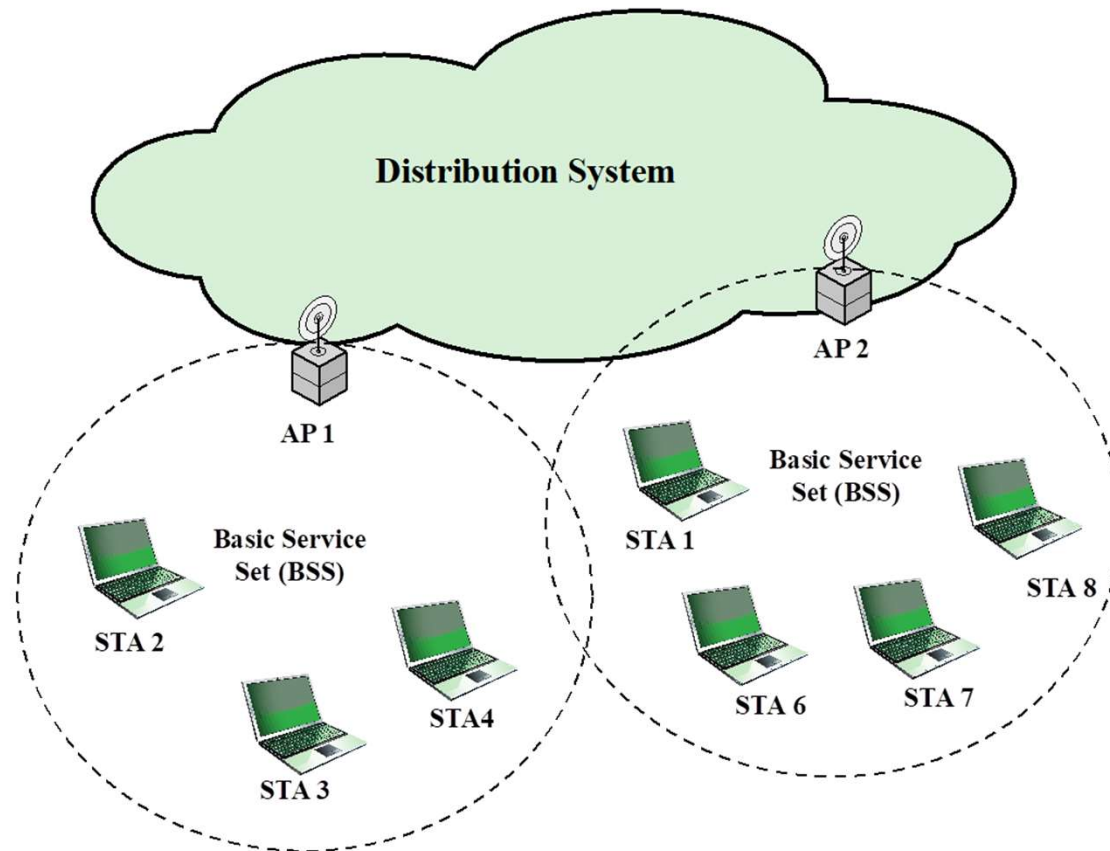 Distribution System
AP 2
AP 1
Basic Service
Set (BSS)
STA 1
STA 8
Basic Service
Set (BSS)
STA 2
STA 6
STA 7
STA4
STA 3